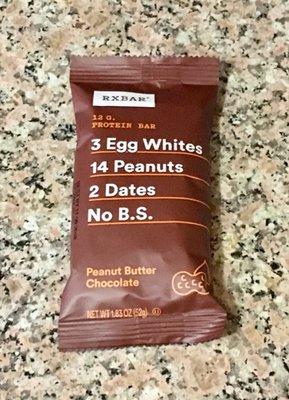 RXBAR®
12 G.
PROTEIN BAR
3 Egg Whites
14 Peanuts
2 Dates
No B.S.
Peanut Butter
Chocolate
NET WT 1.83 OZ (52g)